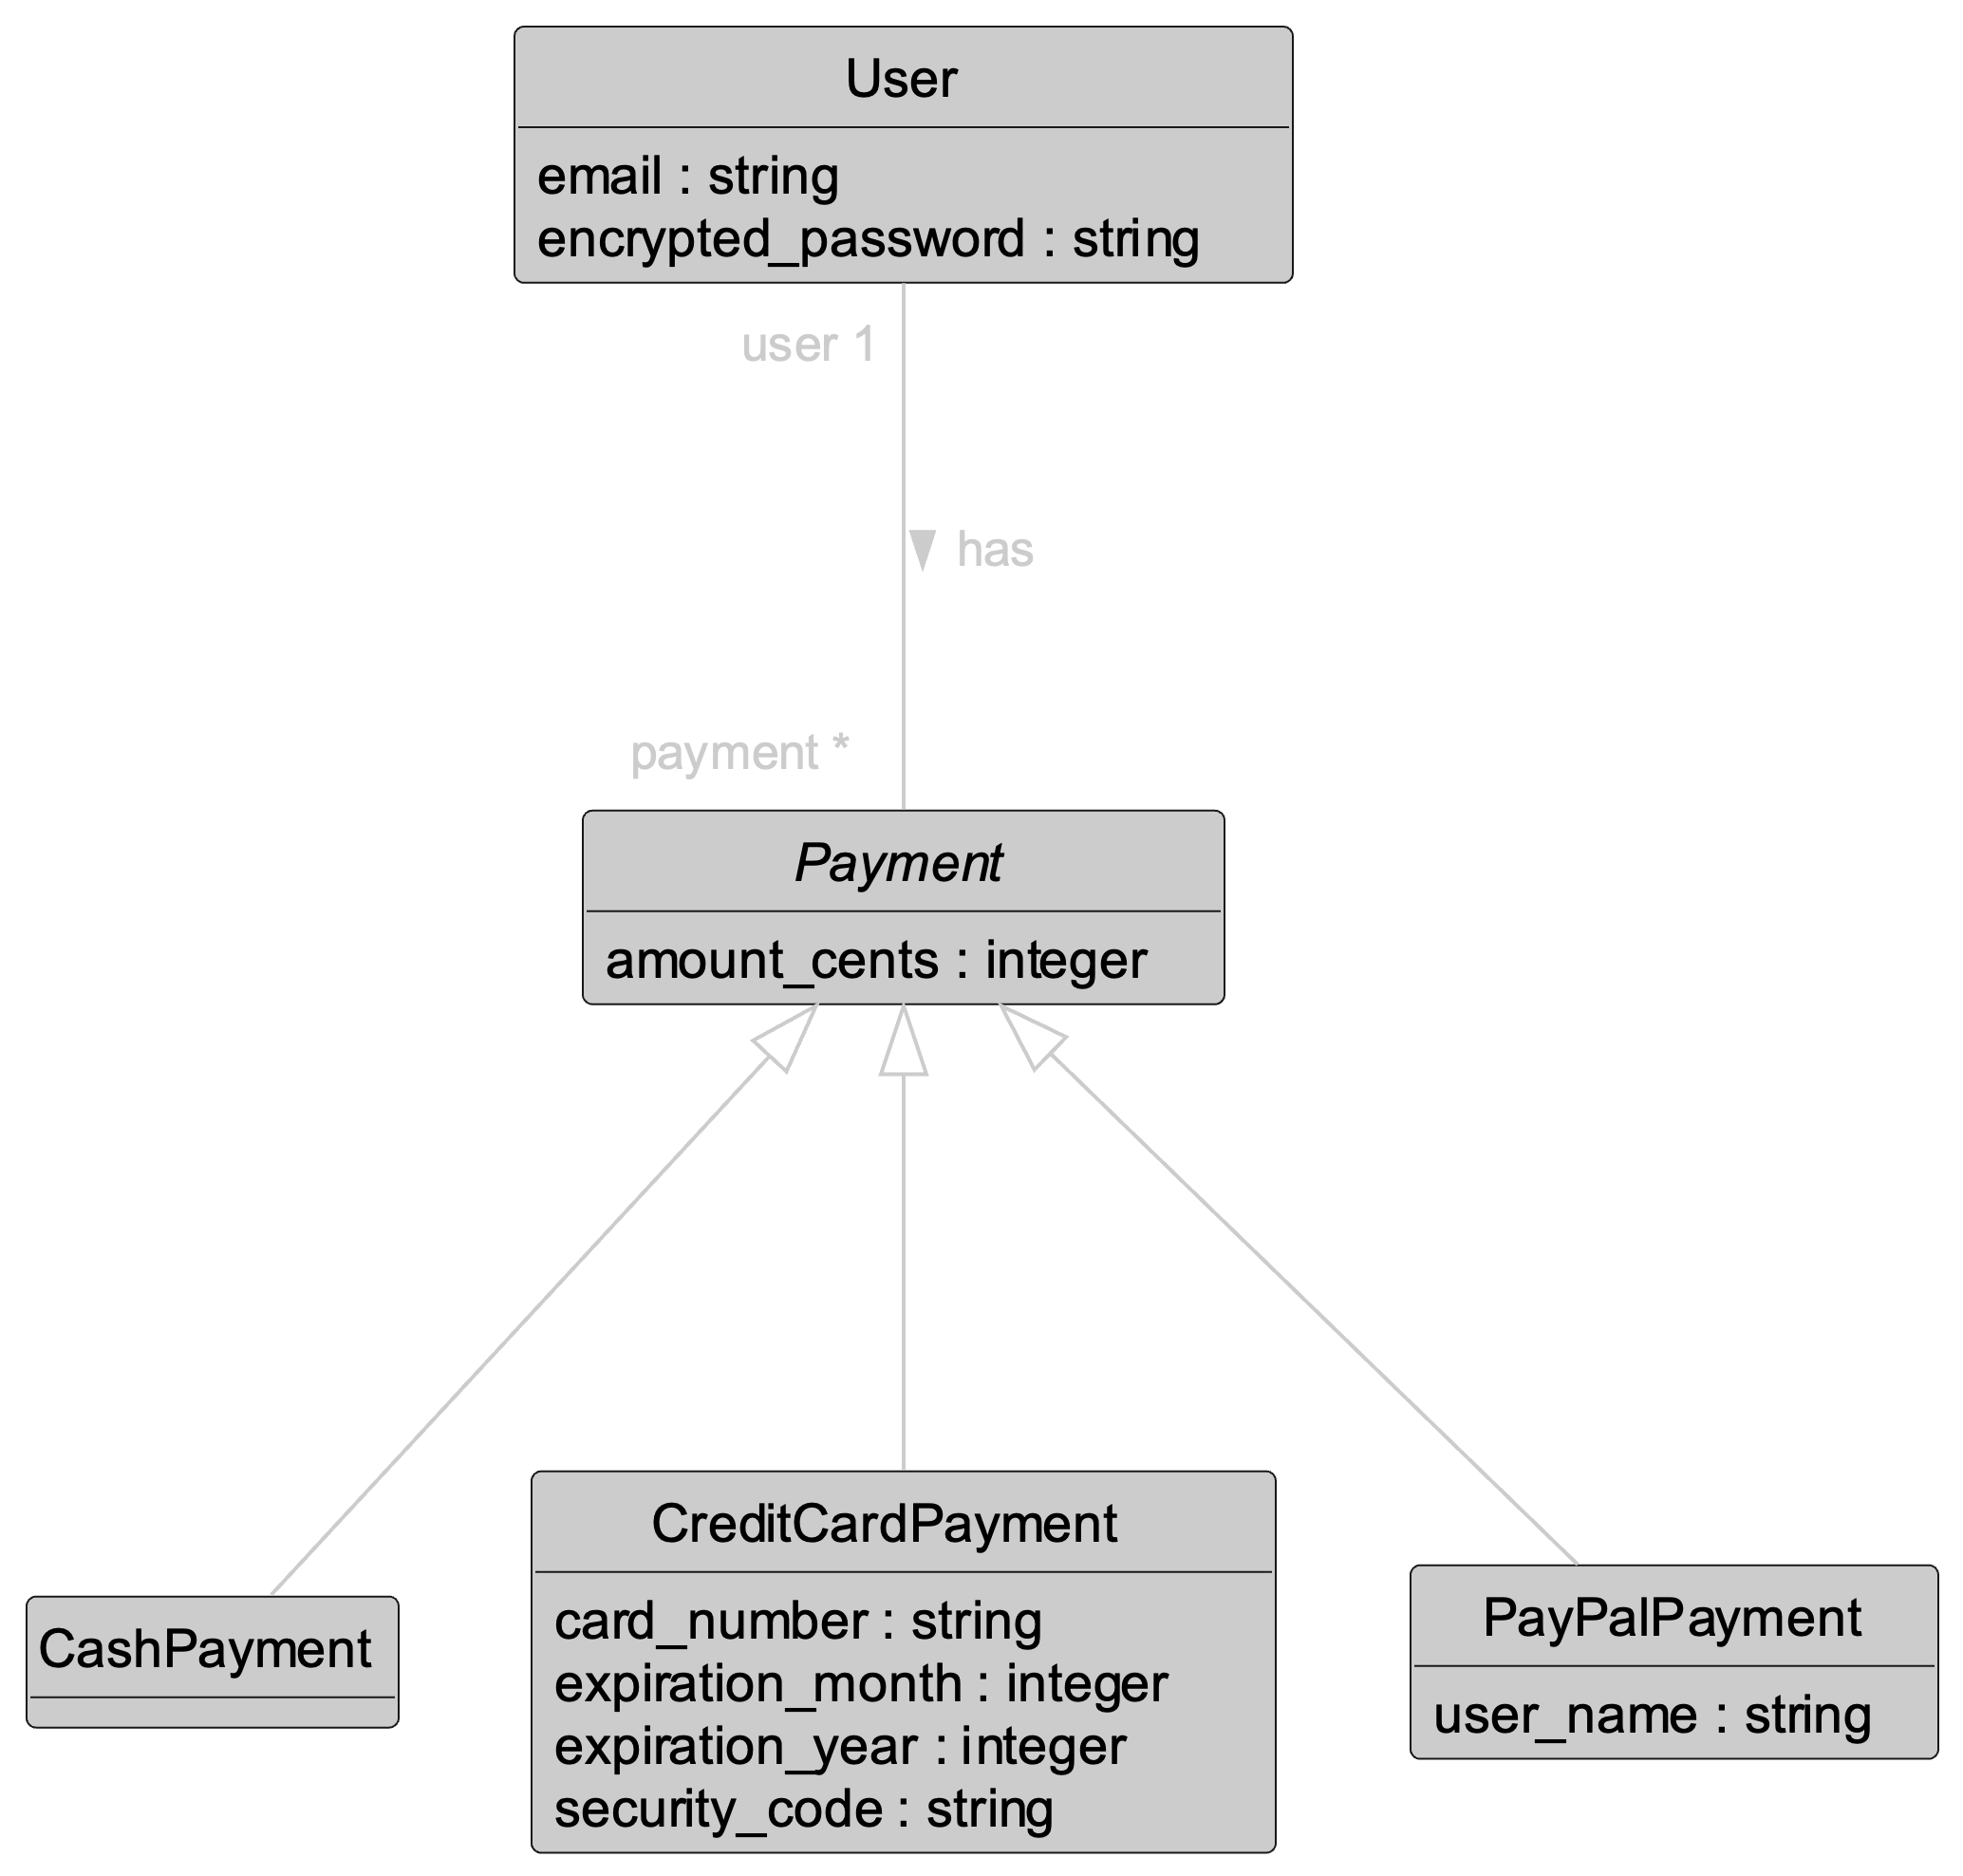 User
email : string
encrypted_password : string
user 1
has
payment *
Payment
amount_cents : integer
CashPayment
CreditCardPayment
card_number : string
expiration_month : integer
expiration_year : integer
security_code : string
PayPalPayment
user_name : string